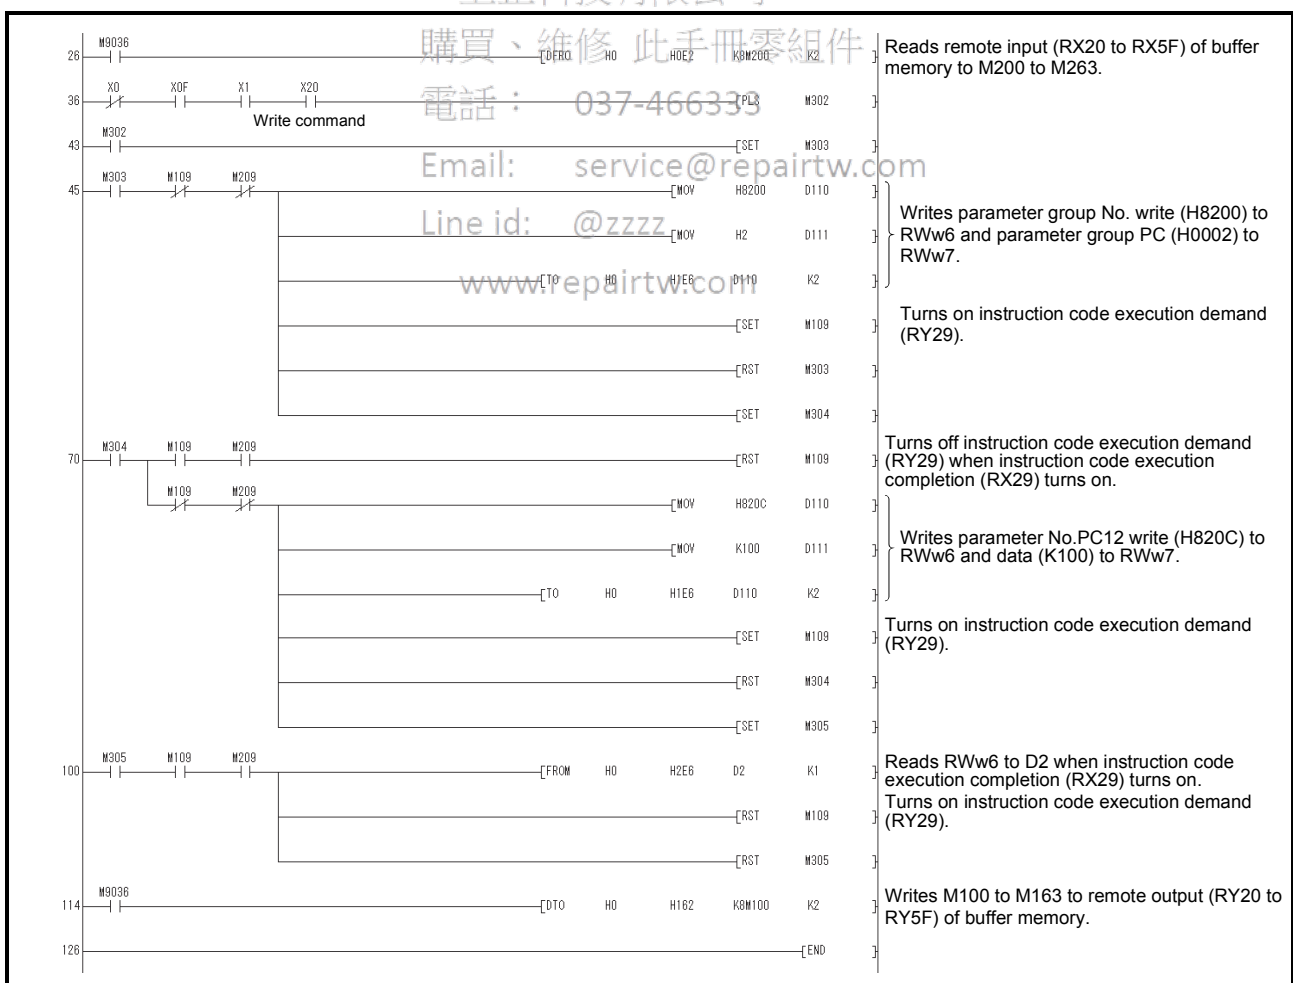 購買、維修 此手冊零組件
電話： 037-466333
Email: service@repairtw.com
Line id: @zzzz
www.repairtw.com
26 M9036 [DFRO H0 H0E2 K8M200 K2 ]
Reads remote input (RX20 to RX5F) of buffer
memory to M200 to M263.
36 X0 X0F X1 X20 [PLS M302 ]
Write command
43 M302 [SET M303 ]
45 M303 M109 M209 [MOV H8200 D110 ]
[MOV H2 D111 ]
[TO H0 H1E6 D110 K2 ]
Writes parameter group No. write (H8200) to
RWw6 and parameter group PC (H0002) to
RWw7.
[SET M109 ]
Turns on instruction code execution demand
(RY29).
[RST M303 ]
[SET M304 ]
70 M304 M109 M209 [RST M109 ]
Turns off instruction code execution demand
(RY29) when instruction code execution
completion (RX29) turns on.
M109 M209 [MOV H820C D110 ]
[MOV K100 D111 ]
[TO H0 H1E6 D110 K2 ]
Writes parameter No.PC12 write (H820C) to
RWw6 and data (K100) to RWw7.
[SET M109 ]
Turns on instruction code execution demand
(RY29).
[RST M304 ]
[SET M305 ]
100 M305 M109 M209 [FROM H0 H2E6 D2 K1 ]
Reads RWw6 to D2 when instruction code
execution completion (RX29) turns on.
[RST M109 ]
Turns on instruction code execution demand
(RY29).
[RST M305 ]
114 M9036 [DTO H0 H162 K8M100 K2 ]
Writes M100 to M163 to remote output (RY20 to
RY5F) of buffer memory.
126 [END ]